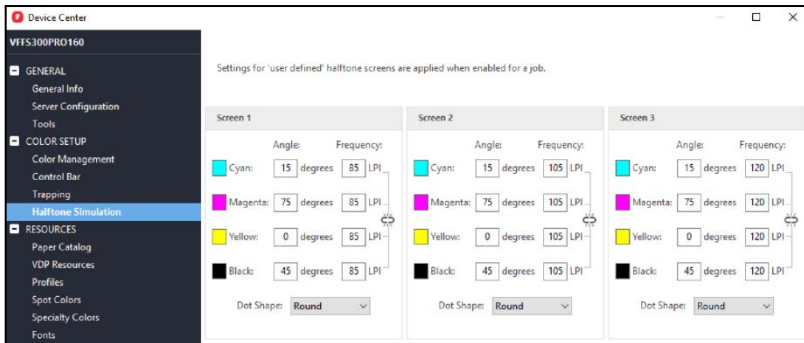 Device Center
VFFS300PRO160
GENERAL
General Info
Server Configuration
Tools
COLOR SETUP
Color Management
Control Bar
Trapping
Halftone Simulation
RESOURCES
Paper Catalog
VDP Resources
Profiles
Spot Colors
Specialty Colors
Fonts
Settings for 'user defined' halftone screens are applied when enabled for a job.
Screen 1
Angle: Frequency:
Cyan: 15 degrees 85 LPI
Magenta: 75 degrees 85 LPI
Yellow: 0 degrees 85 LPI
Black: 45 degrees 85 LPI
Dot Shape: Round
Screen 2
Angle: Frequency:
Cyan: 15 degrees 105 LPI
Magenta: 75 degrees 105 LPI
Yellow: 0 degrees 105 LPI
Black: 45 degrees 105 LPI
Dot Shape: Round
Screen 3
Angle: Frequency:
Cyan: 15 degrees 120 LPI
Magenta: 75 degrees 120 LPI
Yellow: 0 degrees 120 LPI
Black: 45 degrees 120 LPI
Dot Shape: Round